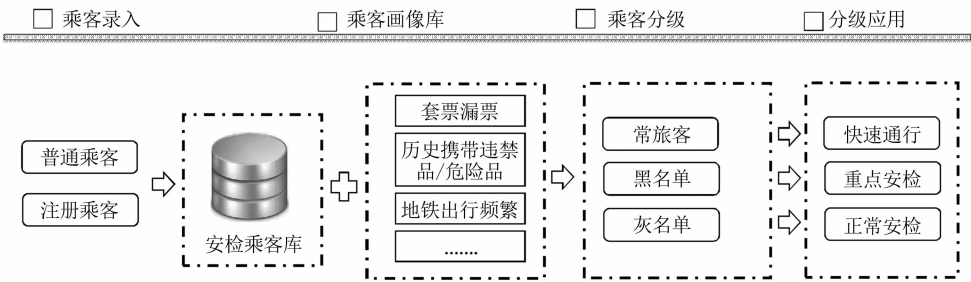 乘客录入
乘客画像库
乘客分级
分级应用
普通乘客
注册乘客
安检乘客库
套票漏票
历史携带违禁
品/危险品
地铁出行频繁
.......
常旅客
黑名单
灰名单
快速通行
重点安检
正常安检